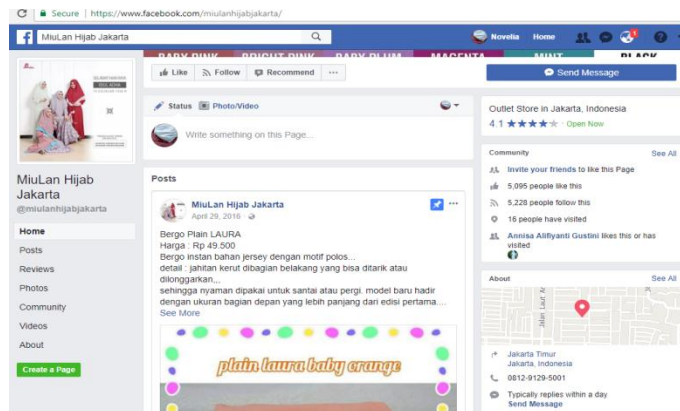 Secure | https://www.facebook.com/miulanhijabjakarta/
MiuLan Hijab Jakarta
Novelia Home
BABY PINK BRIGHT PINK BABY PLUM MAGENTA MINT BLACK
Like Follow Recommend ...
Send Message
Status Photo/Video
Write something on this Page...
Outlet Store in Jakarta, Indonesia
4.1 ★★★★★ · Open Now
Community See All
Invite your friends to like this Page
5,095 people like this
5,228 people follow this
16 people have visited
Annisa Alifiyanti Gustini likes this or has
visited
MiuLan Hijab
Jakarta
@miulanhijabjakarta
Home
Posts
Reviews
Photos
Community
Videos
About
Create a Page
Posts
MiuLan Hijab Jakarta
April 29, 2016 ·
Bergo Plain LAURA
Harga : Rp 49.500
Bergo instan bahan jersey dengan motif polos...
detail : jahitan kerut dibagian belakang yang bisa ditarik atau
dilonggarkan,,,
sehingga nyaman dipakai untuk santai atau pergi. model baru hadir
dengan ukuran bagian depan yang lebih panjang dari edisi pertama....
See More
plain laura baby orange
About See All
Jalan Laut Ar
Jakarta Timur
Jakarta, Indonesia
0812-9129-5001
Typically replies within a day
Send Message